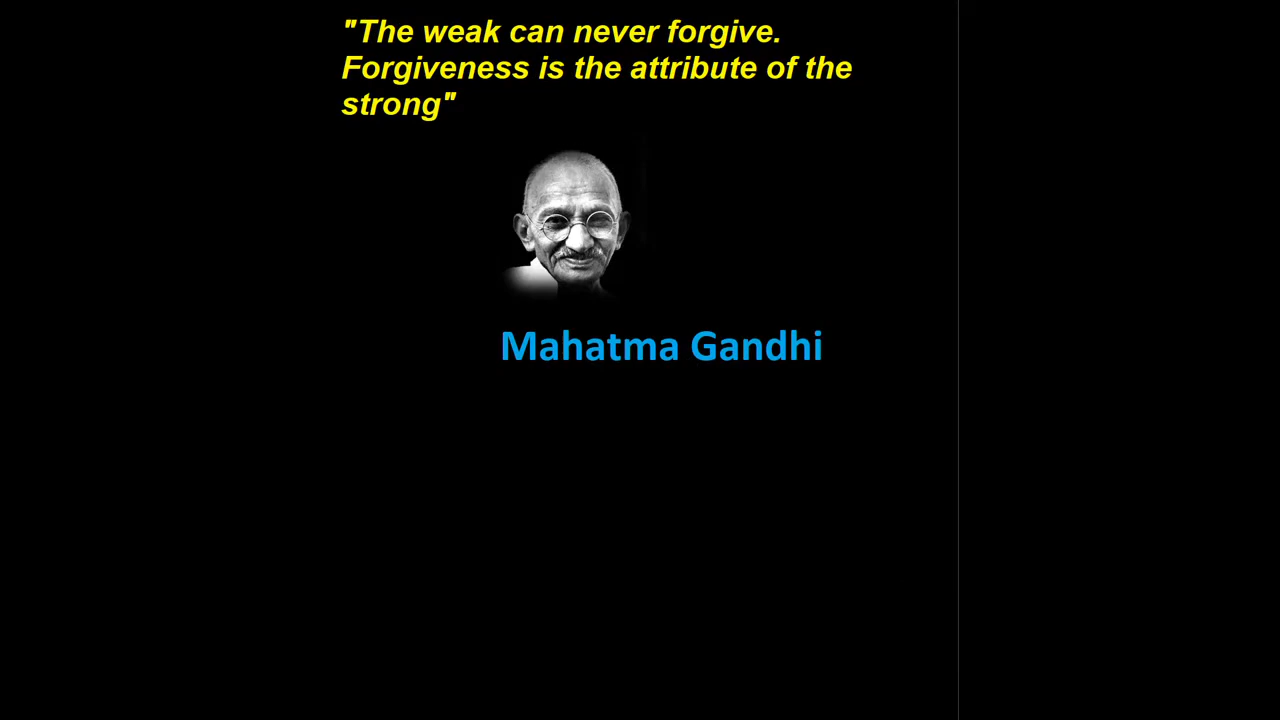 "The weak can never forgive.
Forgiveness is the attribute of the
strong"
Mahatma Gandhi